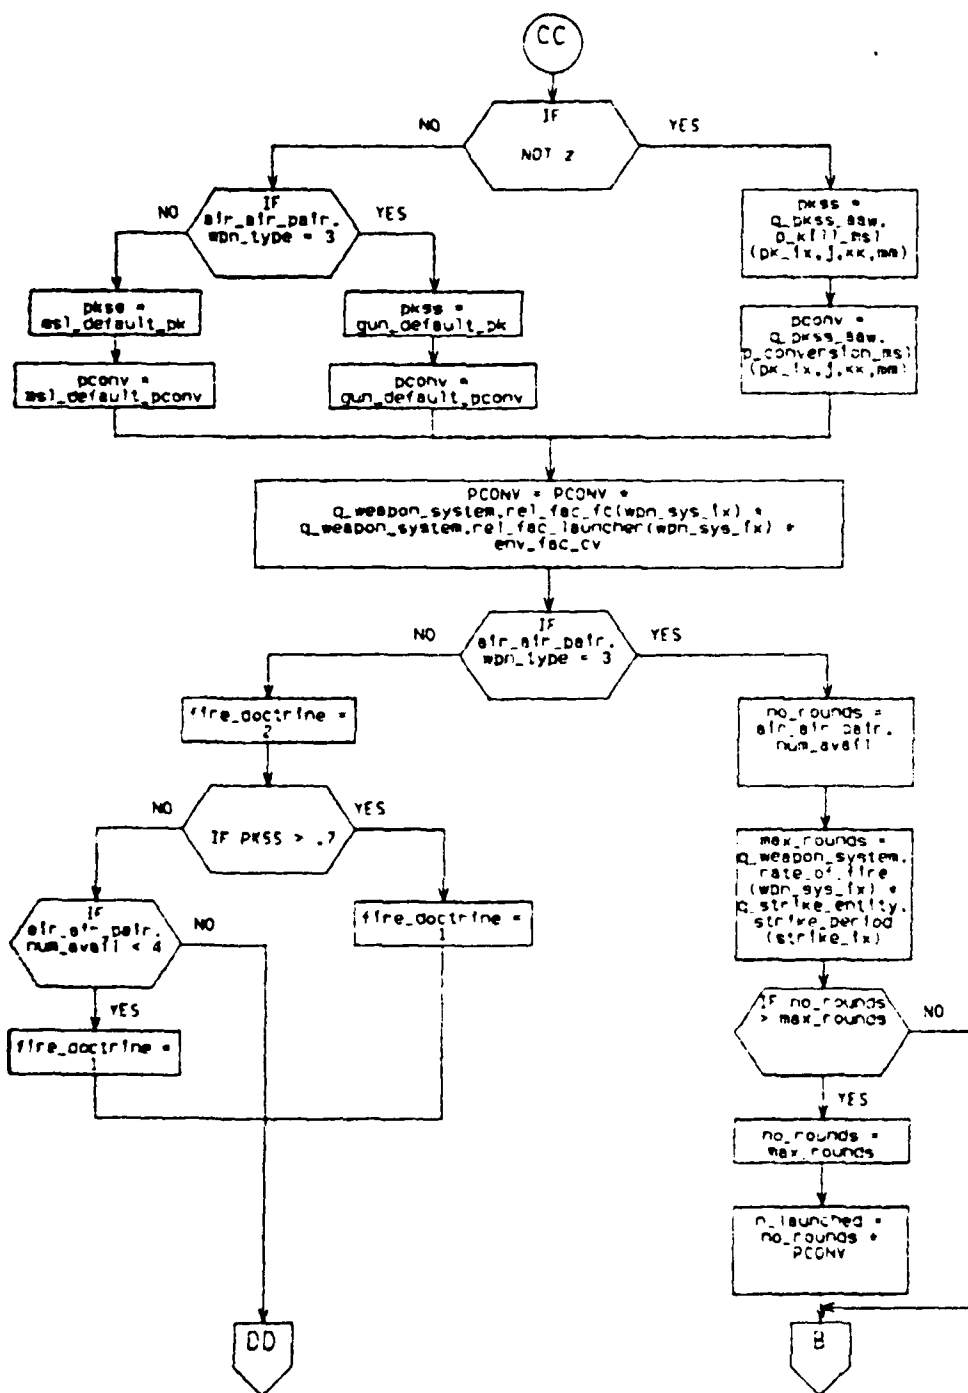 CC
IF
NOT z
NO
YES
IF
air_air_pair.
wpn_type = 3
NO
YES
pkss =
q_pkss_aaw.
p_kill_msl
(pk_ix,j,kk,mm)
pkss =
msl_default_pk
pkss =
gun_default_pk
pconv =
q_pkss_aaw.
p_conversion_msl
(pk_ix,j,kk,mm)
pconv =
msl_default_pconv
pconv =
gun_default_pconv
PCONV = PCONV *
q_weapon_system.rel_fac_fc(wpn_sys_ix) *
q_weapon_system.rel_fac_launcher(wpn_sys_ix) *
env_fac_cv
IF
air_air_pair.
wpn_type = 3
NO
YES
fire_doctrine =
2
no_rounds =
air_air_pair.
num_avail
IF PKSS > .7
NO
YES
max_rounds =
q_weapon_system.
rate_of_fire
(wpn_sys_ix) *
q_strike_entity.
strike_period
(strike_ix)
IF
air_air_pair.
num_avail < 4
NO
YES
fire_doctrine =
1
IF no_rounds
> max_rounds
NO
YES
fire_doctrine =
1
no_rounds =
max_rounds
n_launched =
no_rounds *
PCONV
DD
B